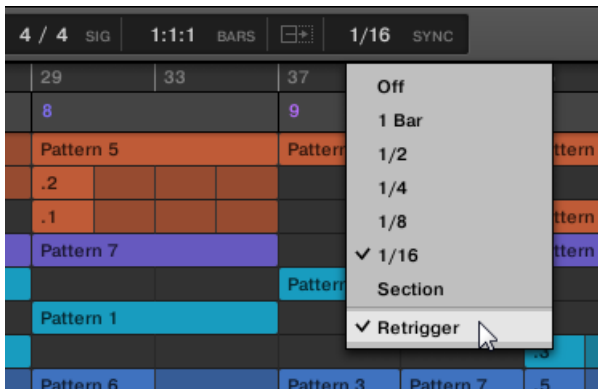 4 / 4 SIG 1:1:1 BARS 1/16 SYNC
29 33 37
8 9
Pattern 5 Pattern ttern
.2
.1 ttern
Pattern 7 ttern
Pattern
Pattern 1
.3
Pattern 6 Pattern 3 Pattern 7 .5
Off
1 Bar
1/2
1/4
1/8
✓ 1/16
Section
✓ Retrigger